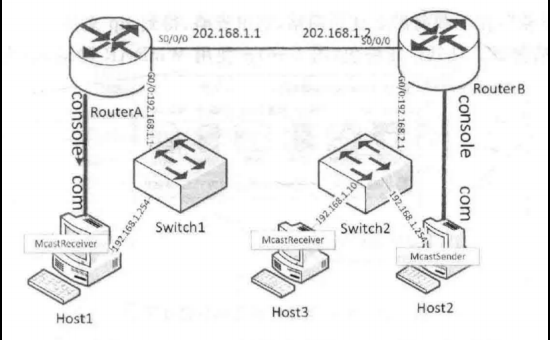 S0/0/0
202.168.1.1
202.168.1.2
S0/0/0
RouterA
RouterB
G0/0:192.168.1.1
G0/0:192.168.2.1
console
com
console
com
Switch1
Switch2
192.168.1.254
192.168.1.10
192.168.1.254
McastReceiver
McastReceiver
McastSender
Host1
Host3
Host2